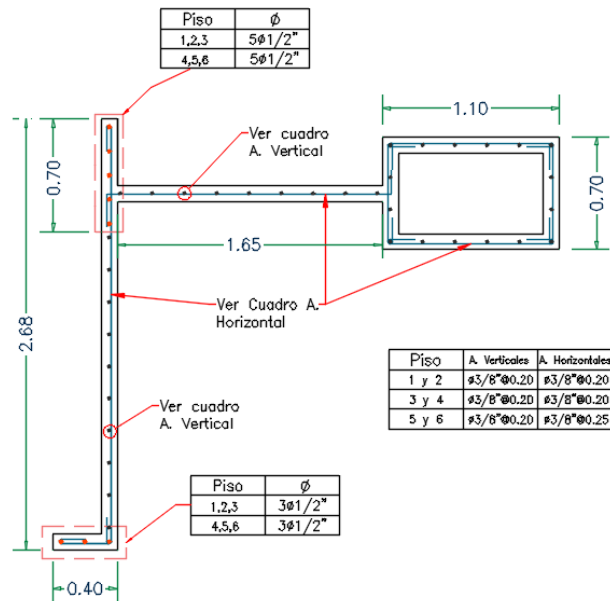 Piso ø
1,2,3 5ø1/2"
4,5,6 5ø1/2"
1.10
Ver cuadro
A. Vertical
0.70
0.70
1.65
2.68
Ver Cuadro A.
Horizontal
Piso A. Verticales A. Horizontales
1 y 2 ø3/8"@0.20 ø3/8"@0.20
3 y 4 ø3/8"@0.20 ø3/8"@0.20
5 y 6 ø3/8"@0.20 ø3/8"@0.25
Ver cuadro
A. Vertical
Piso ø
1,2,3 3ø1/2"
4,5,6 3ø1/2"
0.40